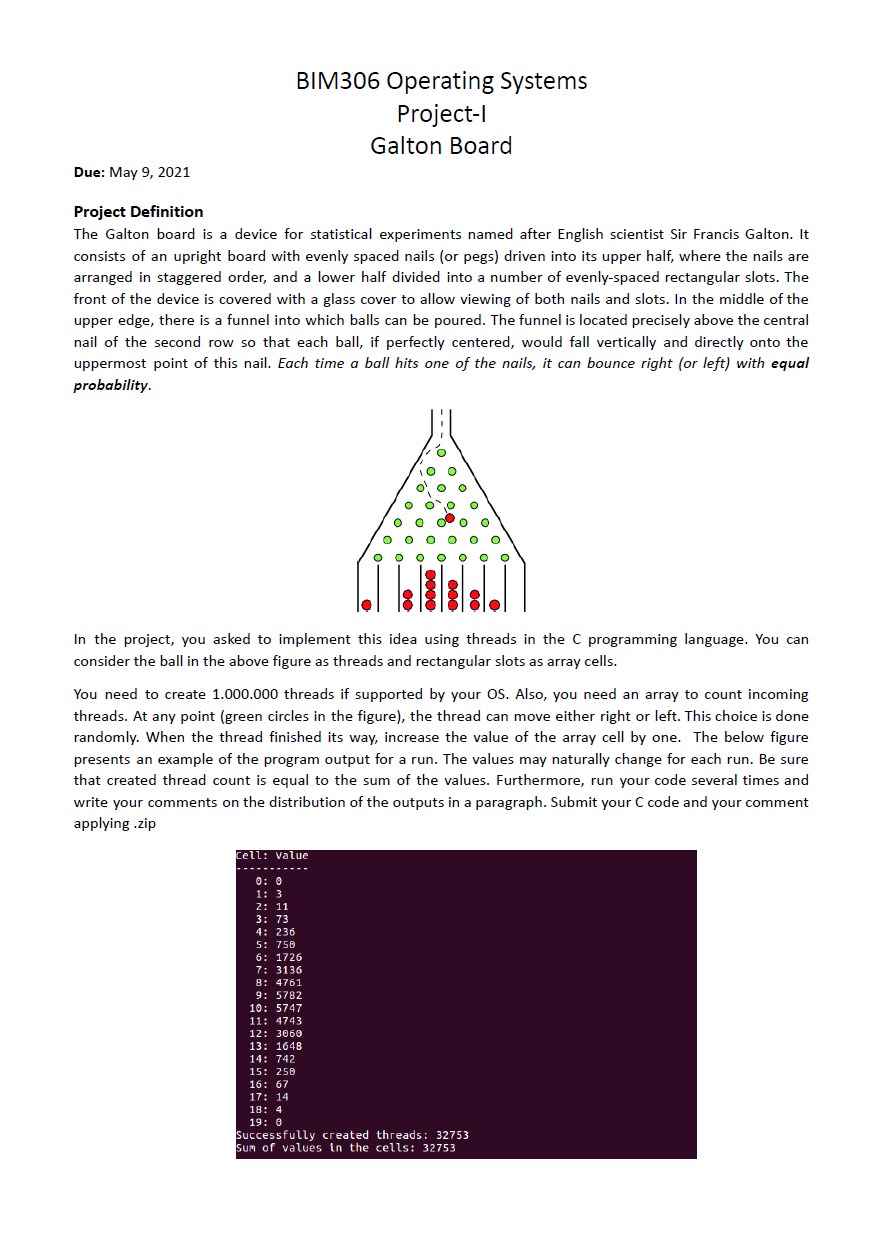 BIM306 Operating Systems
Project-I
Galton Board
Due: May 9, 2021
Project Definition
The Galton board is a device for statistical experiments named after English scientist Sir Francis Galton. It
consists of an upright board with evenly spaced nails (or pegs) driven into its upper half, where the nails are
arranged in staggered order, and a lower half divided into a number of evenly-spaced rectangular slots. The
front of the device is covered with a glass cover to allow viewing of both nails and slots. In the middle of the
upper edge, there is a funnel into which balls can be poured. The funnel is located precisely above the central
nail of the second row so that each ball, if perfectly centered, would fall vertically and directly onto the
uppermost point of this nail. Each time a ball hits one of the nails, it can bounce right (or left) with equal
probability.
In the project, you asked to implement this idea using threads in the C programming language. You can
consider the ball in the above figure as threads and rectangular slots as array cells.
You need to create 1.000.000 threads if supported by your OS. Also, you need an array to count incoming
threads. At any point (green circles in the figure), the thread can move either right or left. This choice is done
randomly. When the thread finished its way, increase the value of the array cell by one. The below figure
presents an example of the program output for a run. The values may naturally change for each run. Be sure
that created thread count is equal to the sum of the values. Furthermore, run your code several times and
write your comments on the distribution of the outputs in a paragraph. Submit your C code and your comment
applying .zip
Cell: Value
-----------
0: 0
1: 3
2: 11
3: 73
4: 236
5: 750
6: 1726
7: 3136
8: 4761
9: 5782
10: 5747
11: 4743
12: 3060
13: 1648
14: 742
15: 250
16: 67
17: 14
18: 4
19: 0
Successfully created threads: 32753
Sum of values in the cells: 32753